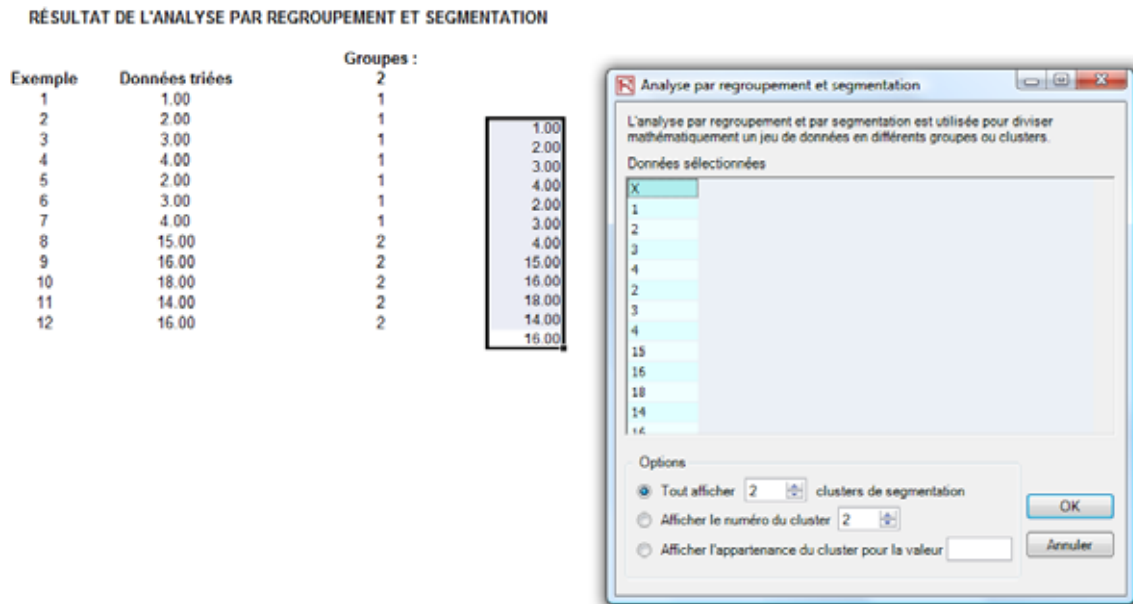 RÉSULTAT DE L'ANALYSE PAR REGROUPEMENT ET SEGMENTATION
Groupes :
Exemple Données triées 2
1 1.00 1
2 2.00 1
3 3.00 1
4 4.00 1
5 2.00 1
6 3.00 1
7 4.00 1
8 15.00 2
9 16.00 2
10 18.00 2
11 14.00 2
12 16.00 2
1.00
2.00
3.00
4.00
2.00
3.00
4.00
15.00
16.00
18.00
14.00
16.00
Analyse par regroupement et segmentation
L'analyse par regroupement et par segmentation est utilisée pour diviser
mathématiquement un jeu de données en différents groupes ou clusters.
Données sélectionnées
X
1
2
3
4
2
3
4
15
16
18
14
16
Options
Tout afficher 2 clusters de segmentation
Afficher le numéro du cluster 2
Afficher l'appartenance du cluster pour la valeur
OK
Annuler